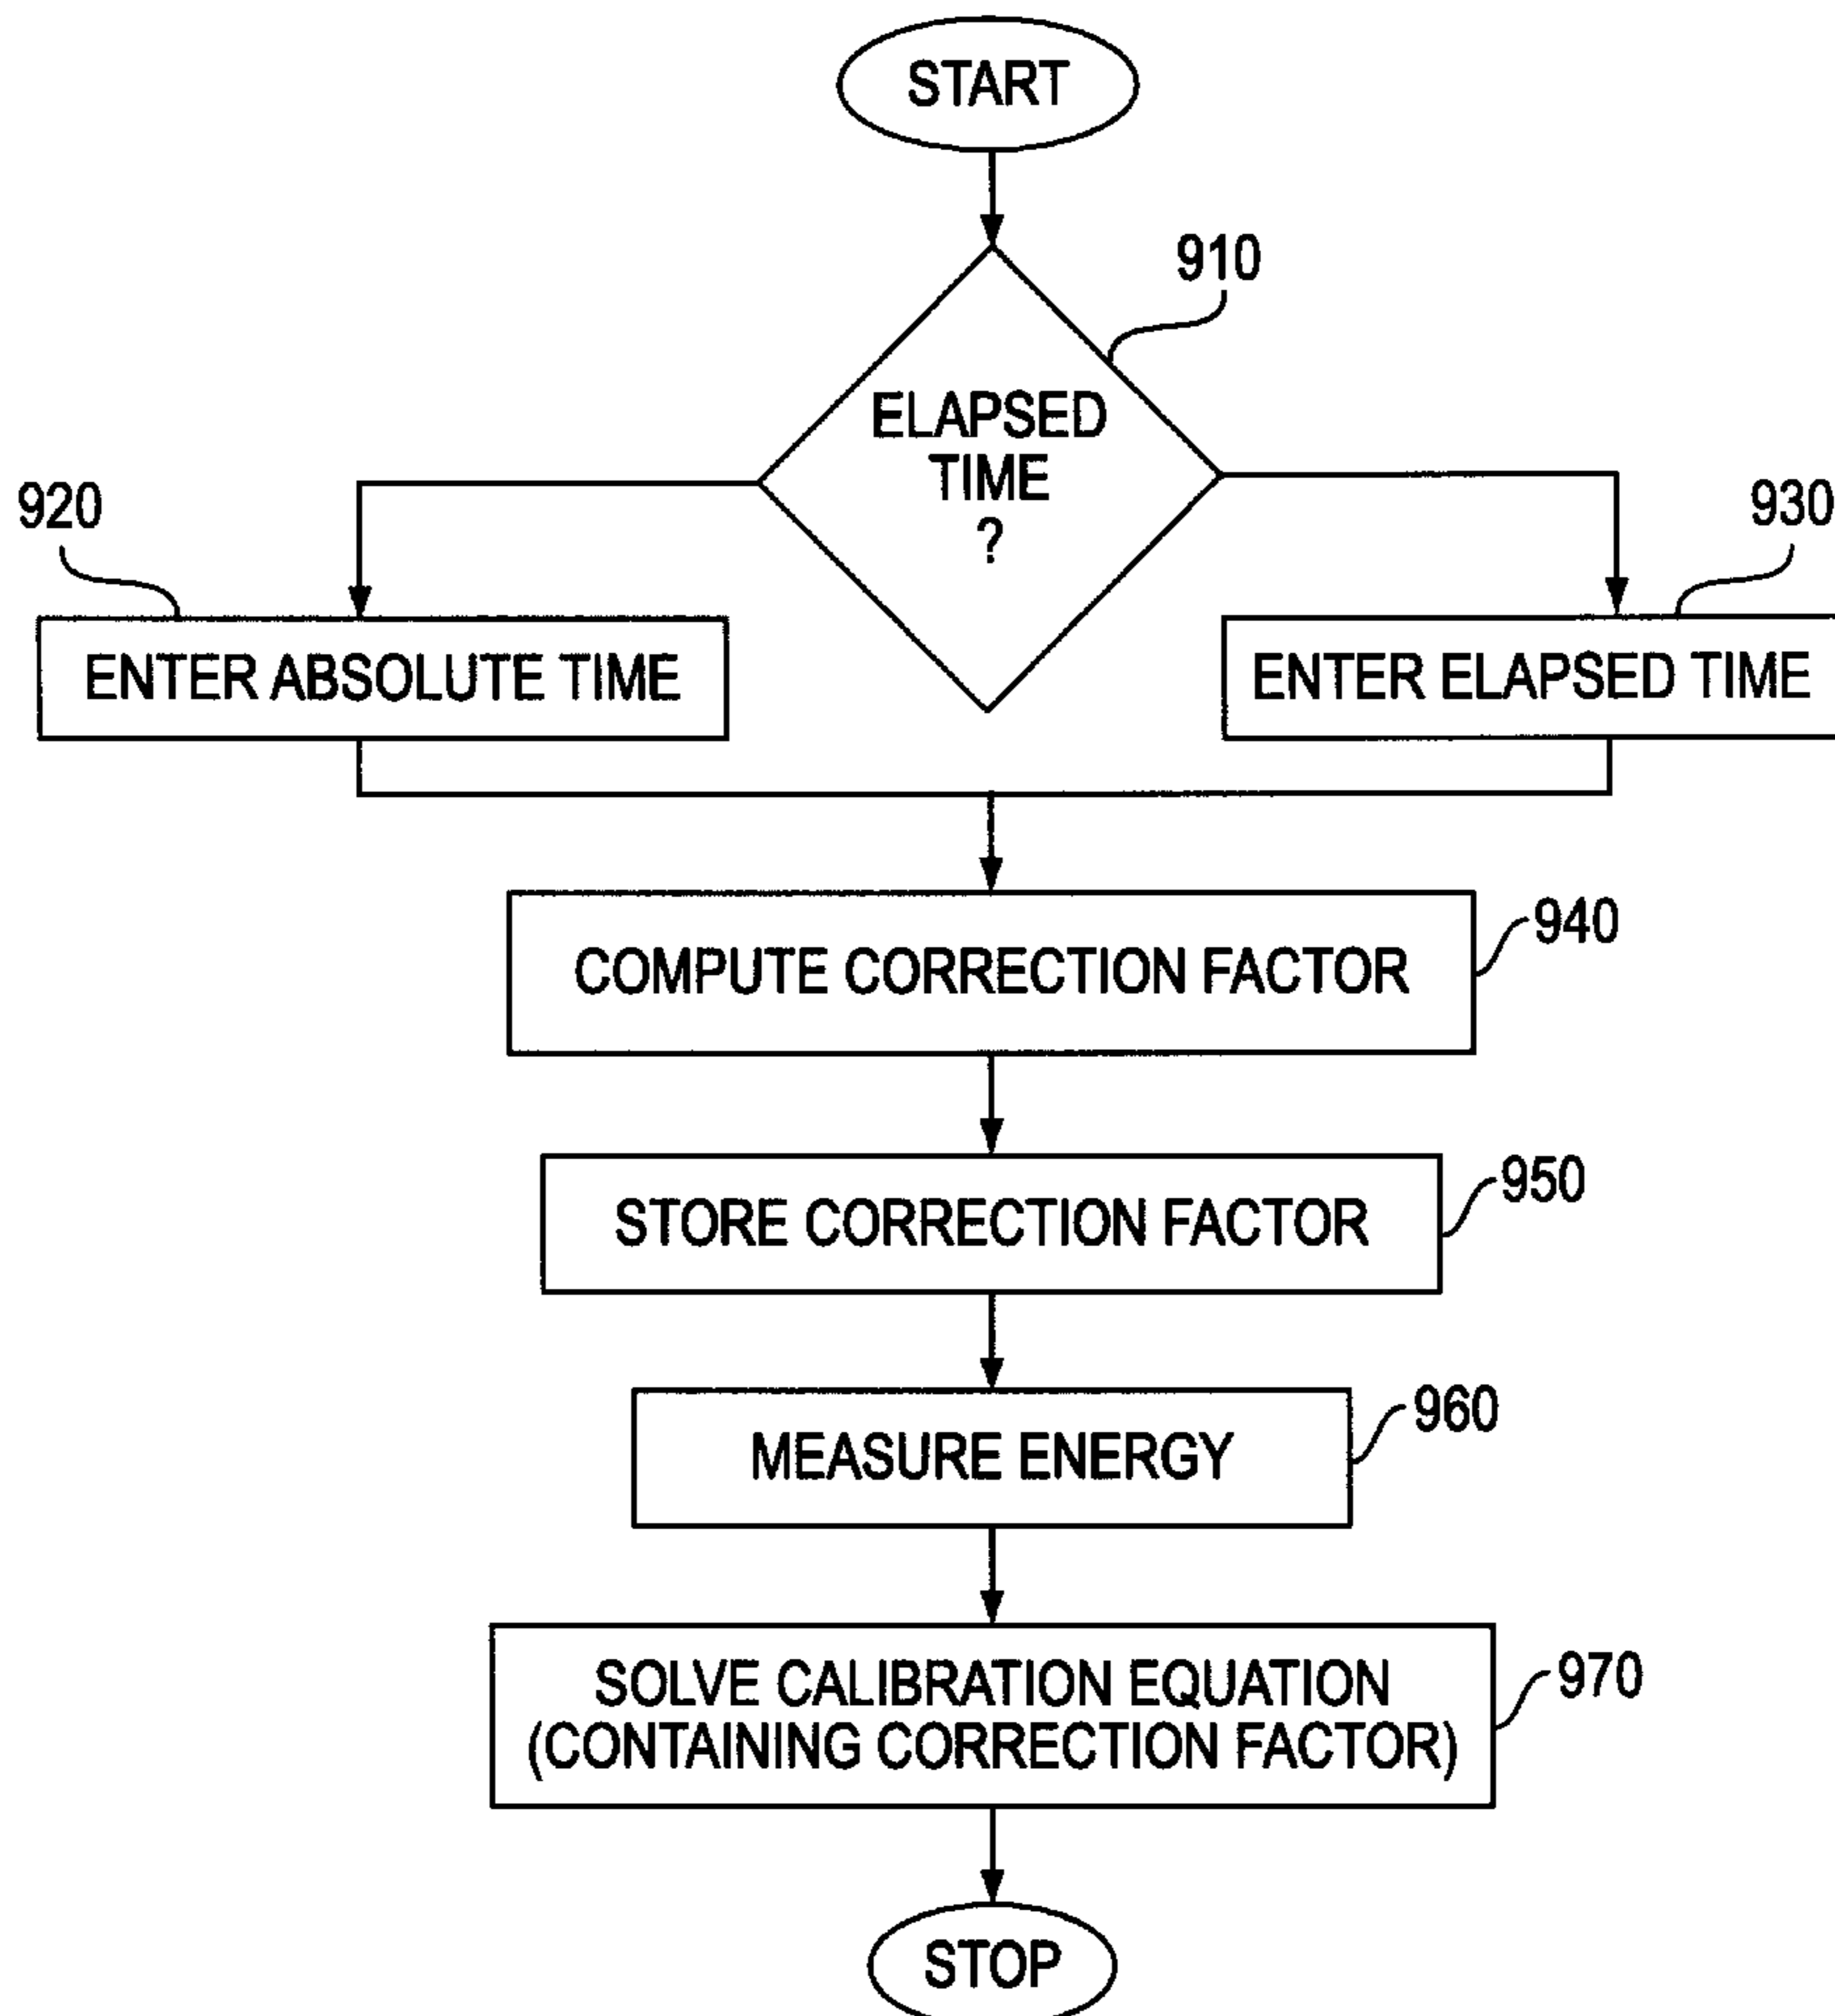 START
910
ELAPSED
TIME
?
920
930
ENTER ABSOLUTE TIME
ENTER ELAPSED TIME
940
COMPUTE CORRECTION FACTOR
950
STORE CORRECTION FACTOR
960
MEASURE ENERGY
970
SOLVE CALIBRATION EQUATION
(CONTAINING CORRECTION FACTOR)
STOP